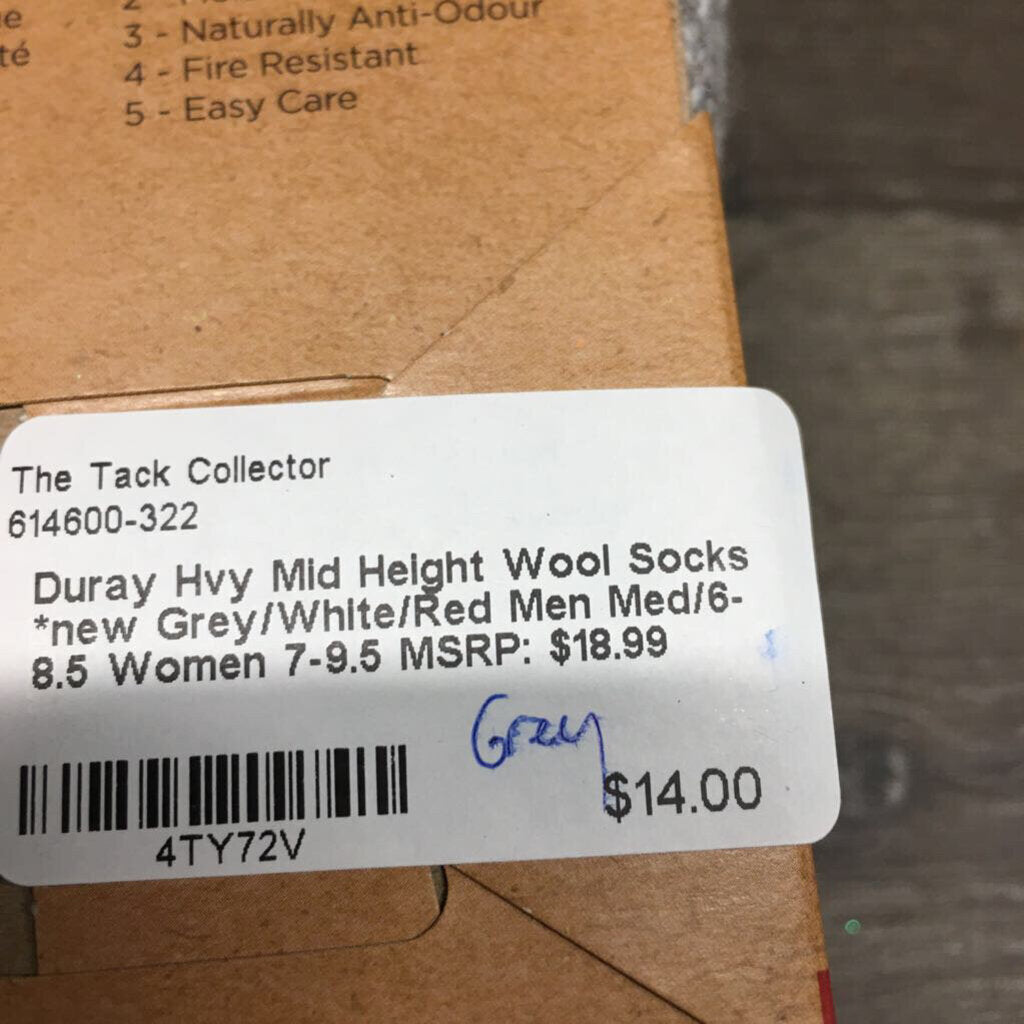 té
3 - Naturally Anti-Odour
4 - Fire Resistant
5 - Easy Care
The Tack Collector
614600-322
Duray Hvy Mid Height Wool Socks
*new Grey/White/Red Men Med/6-
8.5 Women 7-9.5 MSRP: $18.99
Grey
$14.00
4TY72V